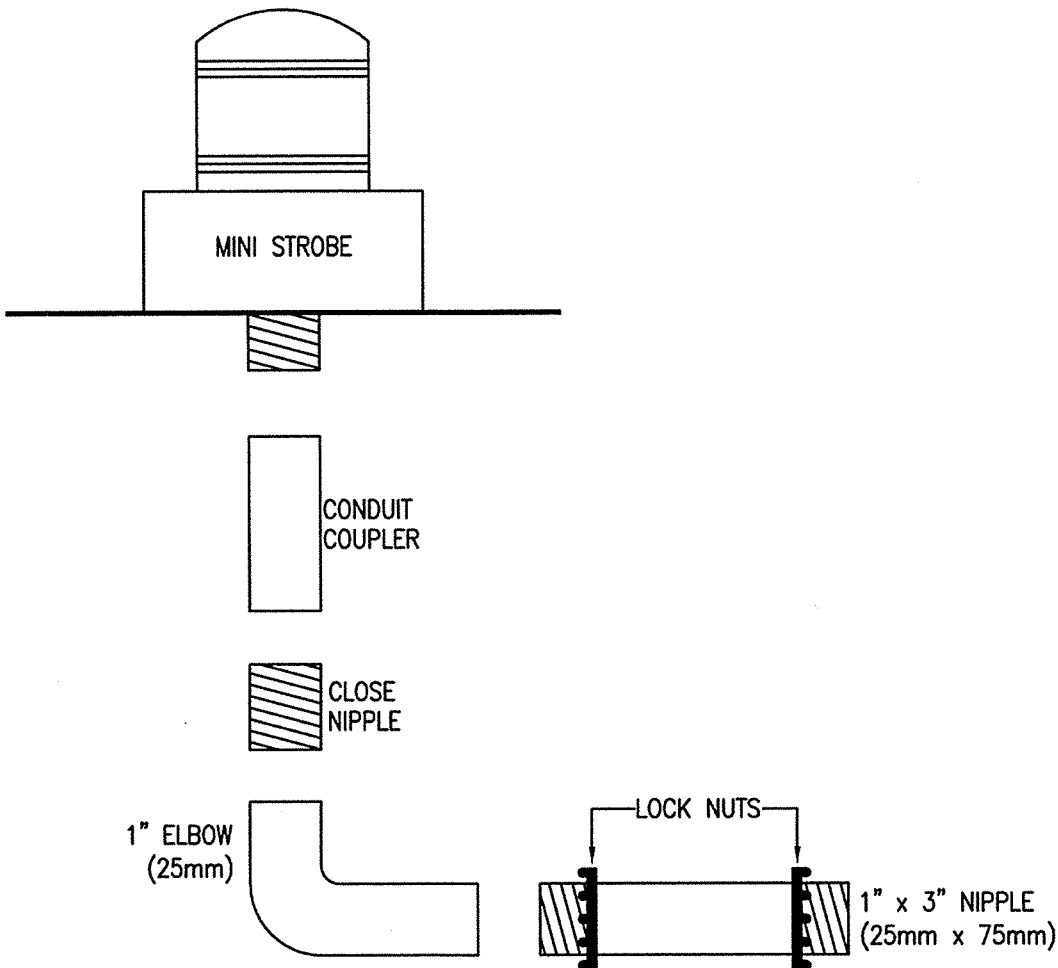 MINI STROBE
CONDUIT
COUPLER
CLOSE
NIPPLE
1" ELBOW
(25mm)
LOCK NUTS
1" x 3" NIPPLE
(25mm x 75mm)